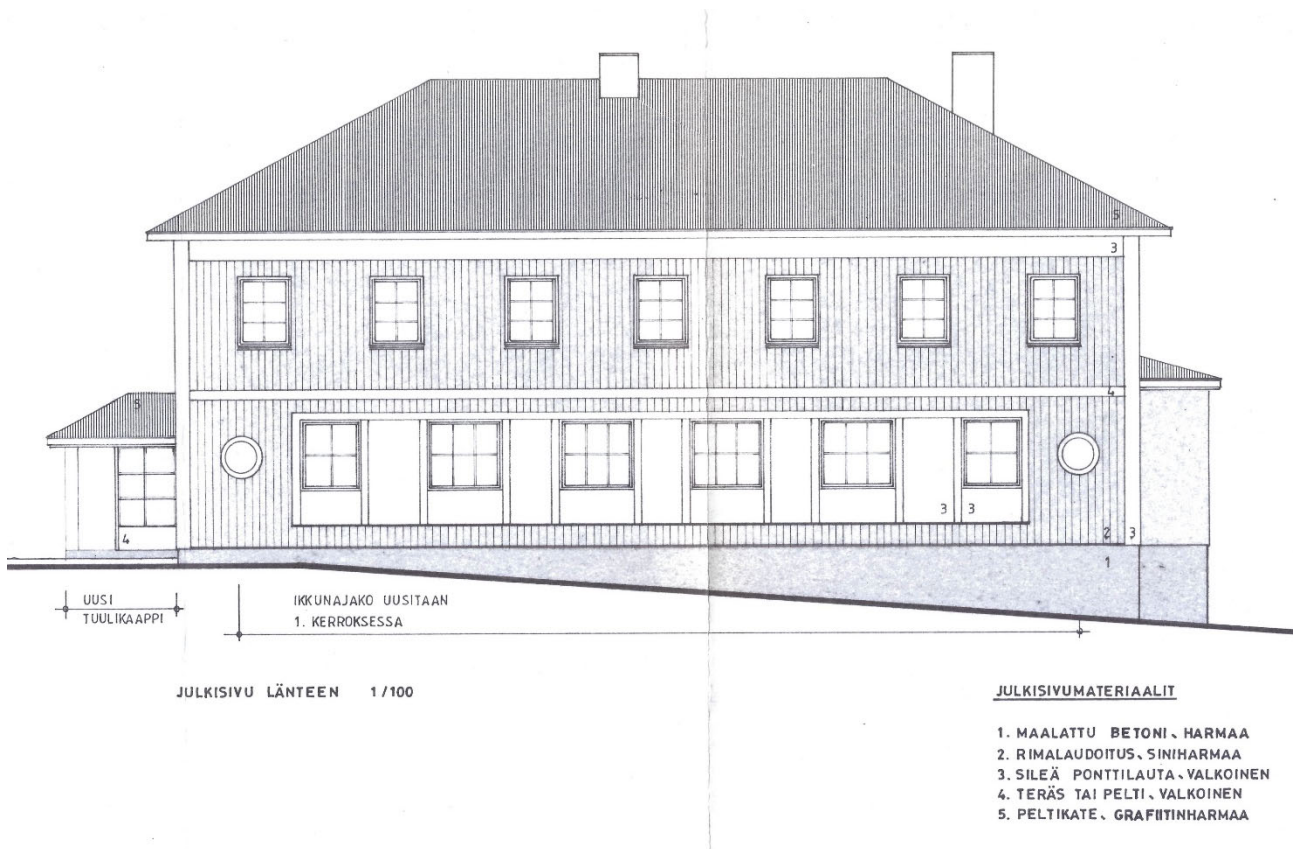 5
3
5
4
3 3
2 3
4
1
UUSI
TUULIKAAPPI
IKKUNAJAKO UUSITAAN
1. KERROKSESSA
JULKISIVU LÄNTEEN 1/100
JULKISIVUMATERIAALIT
1. MAALATTU BETONI, HARMAA
2. RIMALAUDOITUS, SINIHARMAA
3. SILEÄ PONTTILAUTA, VALKOINEN
4. TERÄS TAI PELTI, VALKOINEN
5. PELTIKATE, GRAFIITINHARMAA